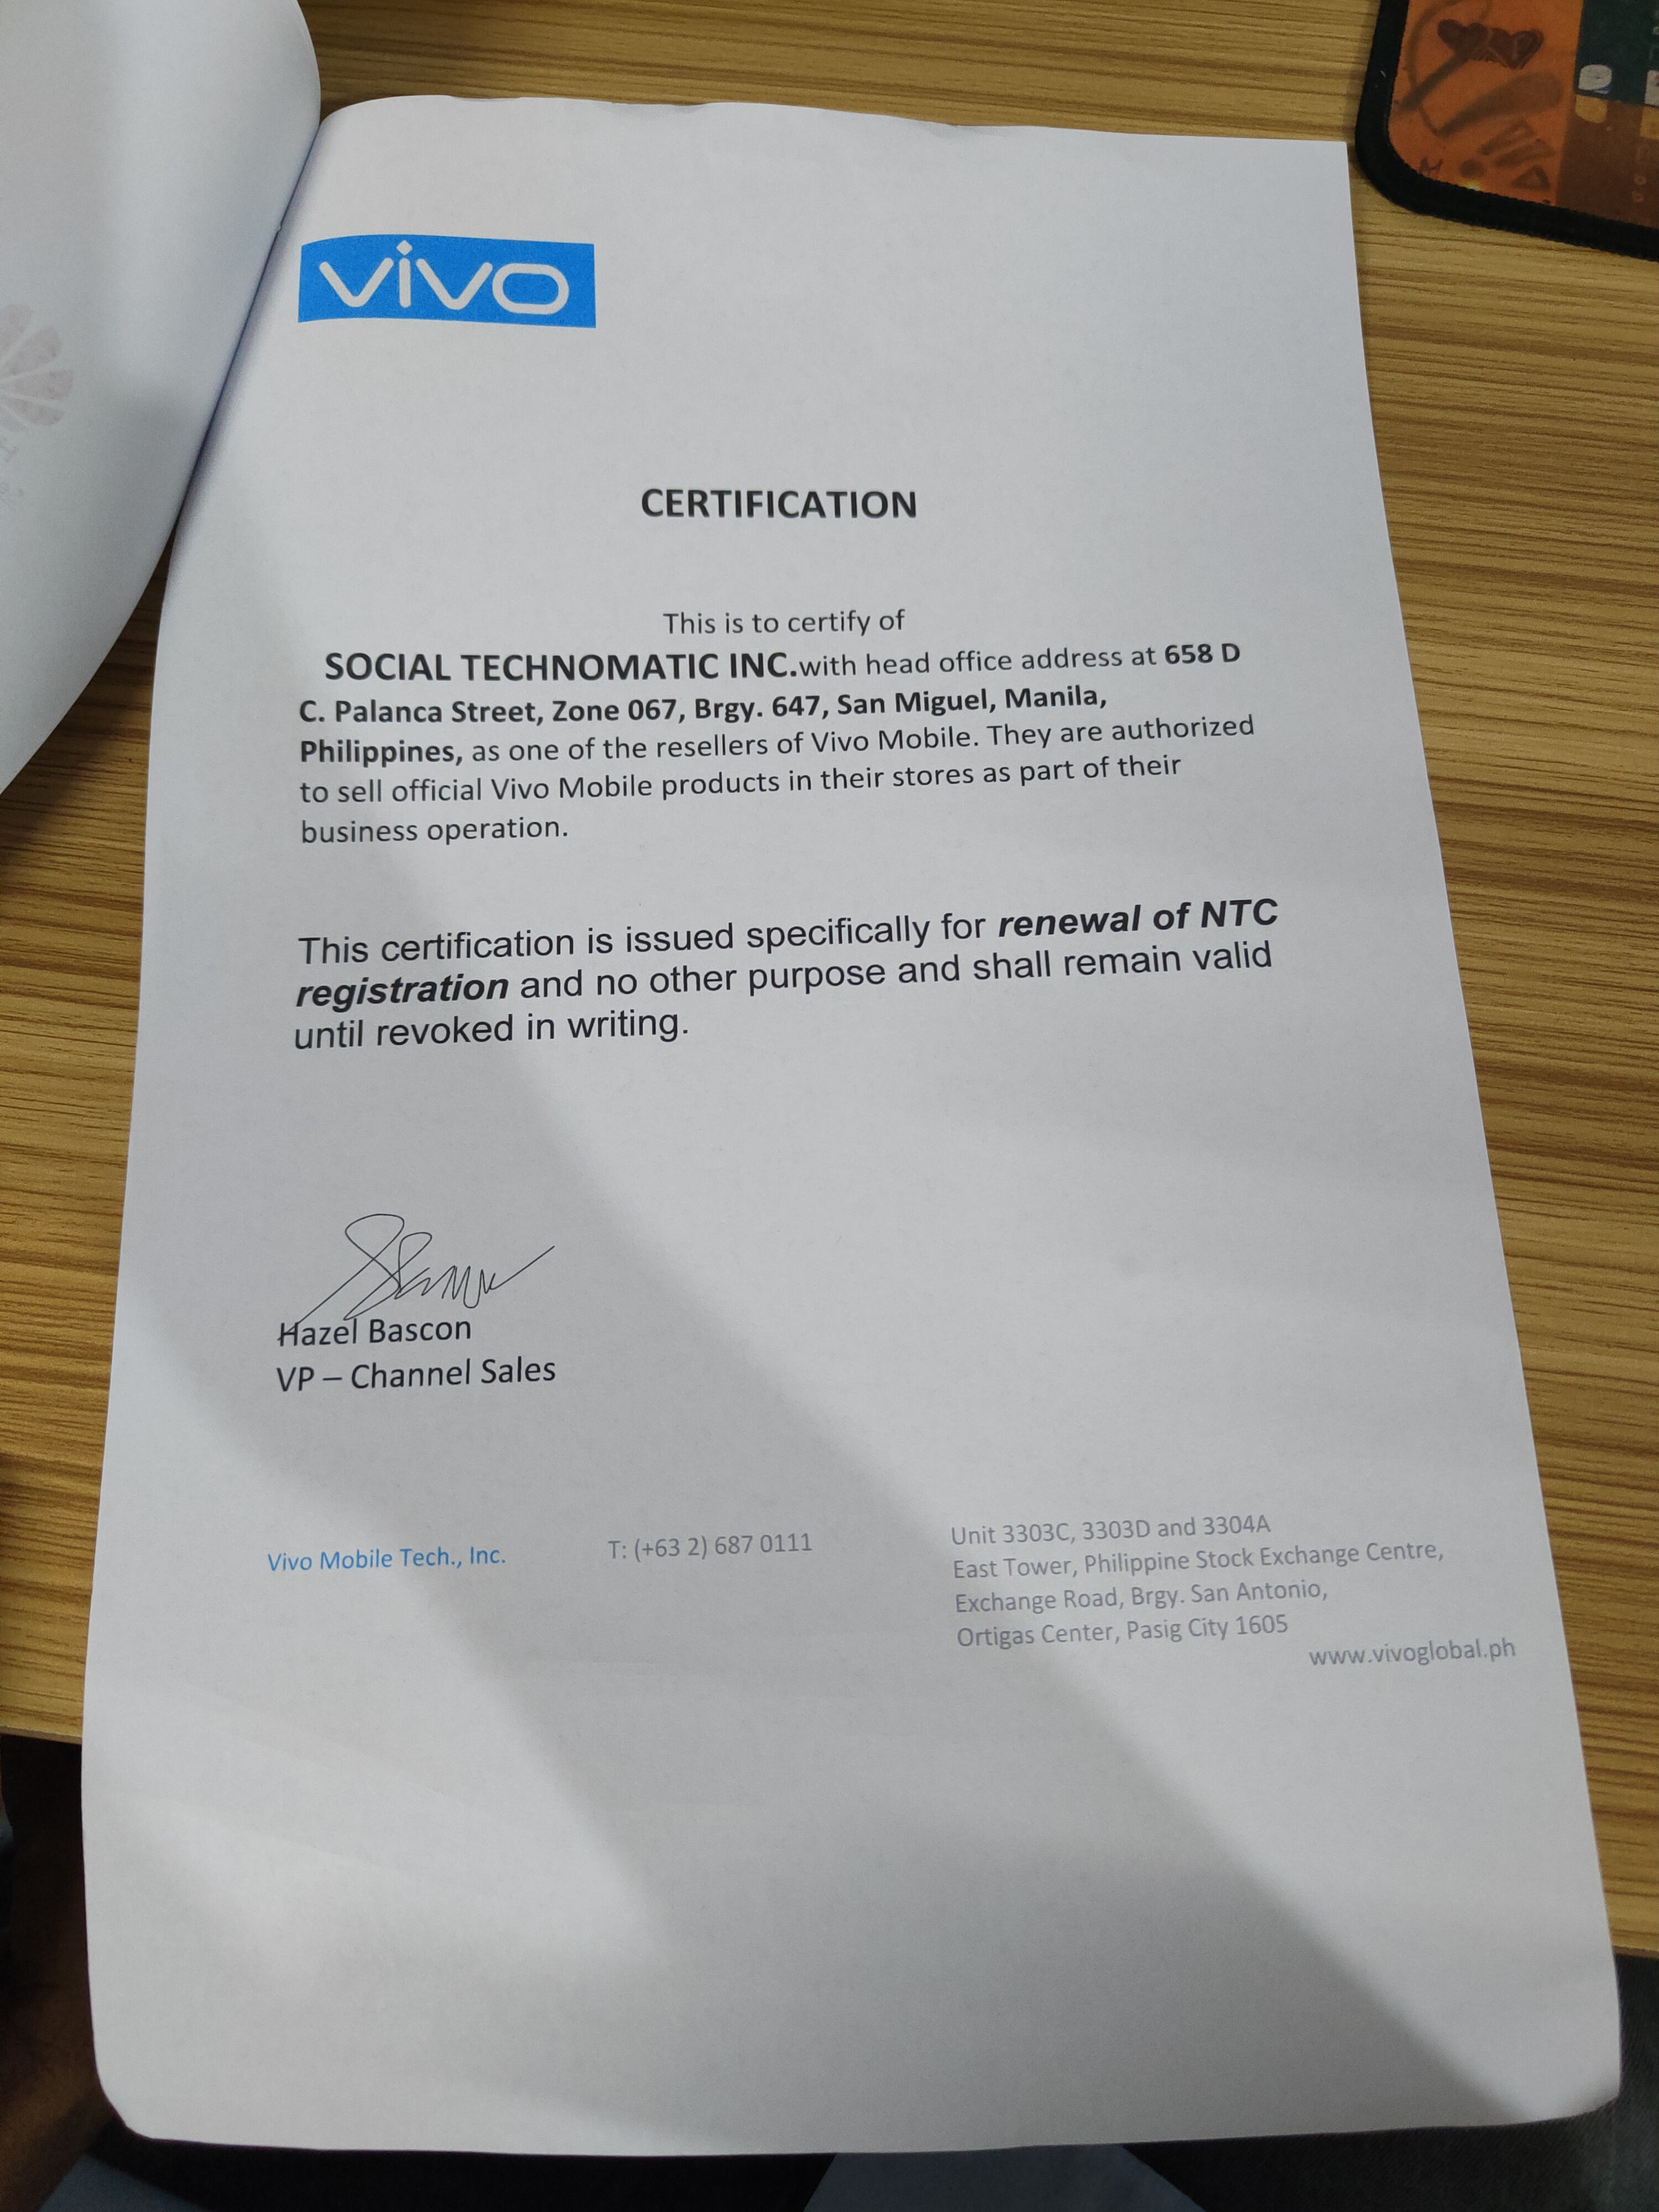 vivo
CERTIFICATION
This is to certify of
SOCIAL TECHNOMATIC INC.with head office address at 658 D
C. Palanca Street, Zone 067, Brgy. 647, San Miguel, Manila,
Philippines, as one of the resellers of Vivo Mobile. They are authorized
to sell official Vivo Mobile products in their stores as part of their
business operation.
This certification is issued specifically for renewal of NTC
registration and no other purpose and shall remain valid
until revoked in writing.
Hazel Bascon
VP – Channel Sales
Vivo Mobile Tech., Inc.
T: (+63 2) 687 0111
Unit 3303C, 3303D and 3304A
East Tower, Philippine Stock Exchange Centre,
Exchange Road, Brgy. San Antonio,
Ortigas Center, Pasig City 1605
www.vivoglobal.ph